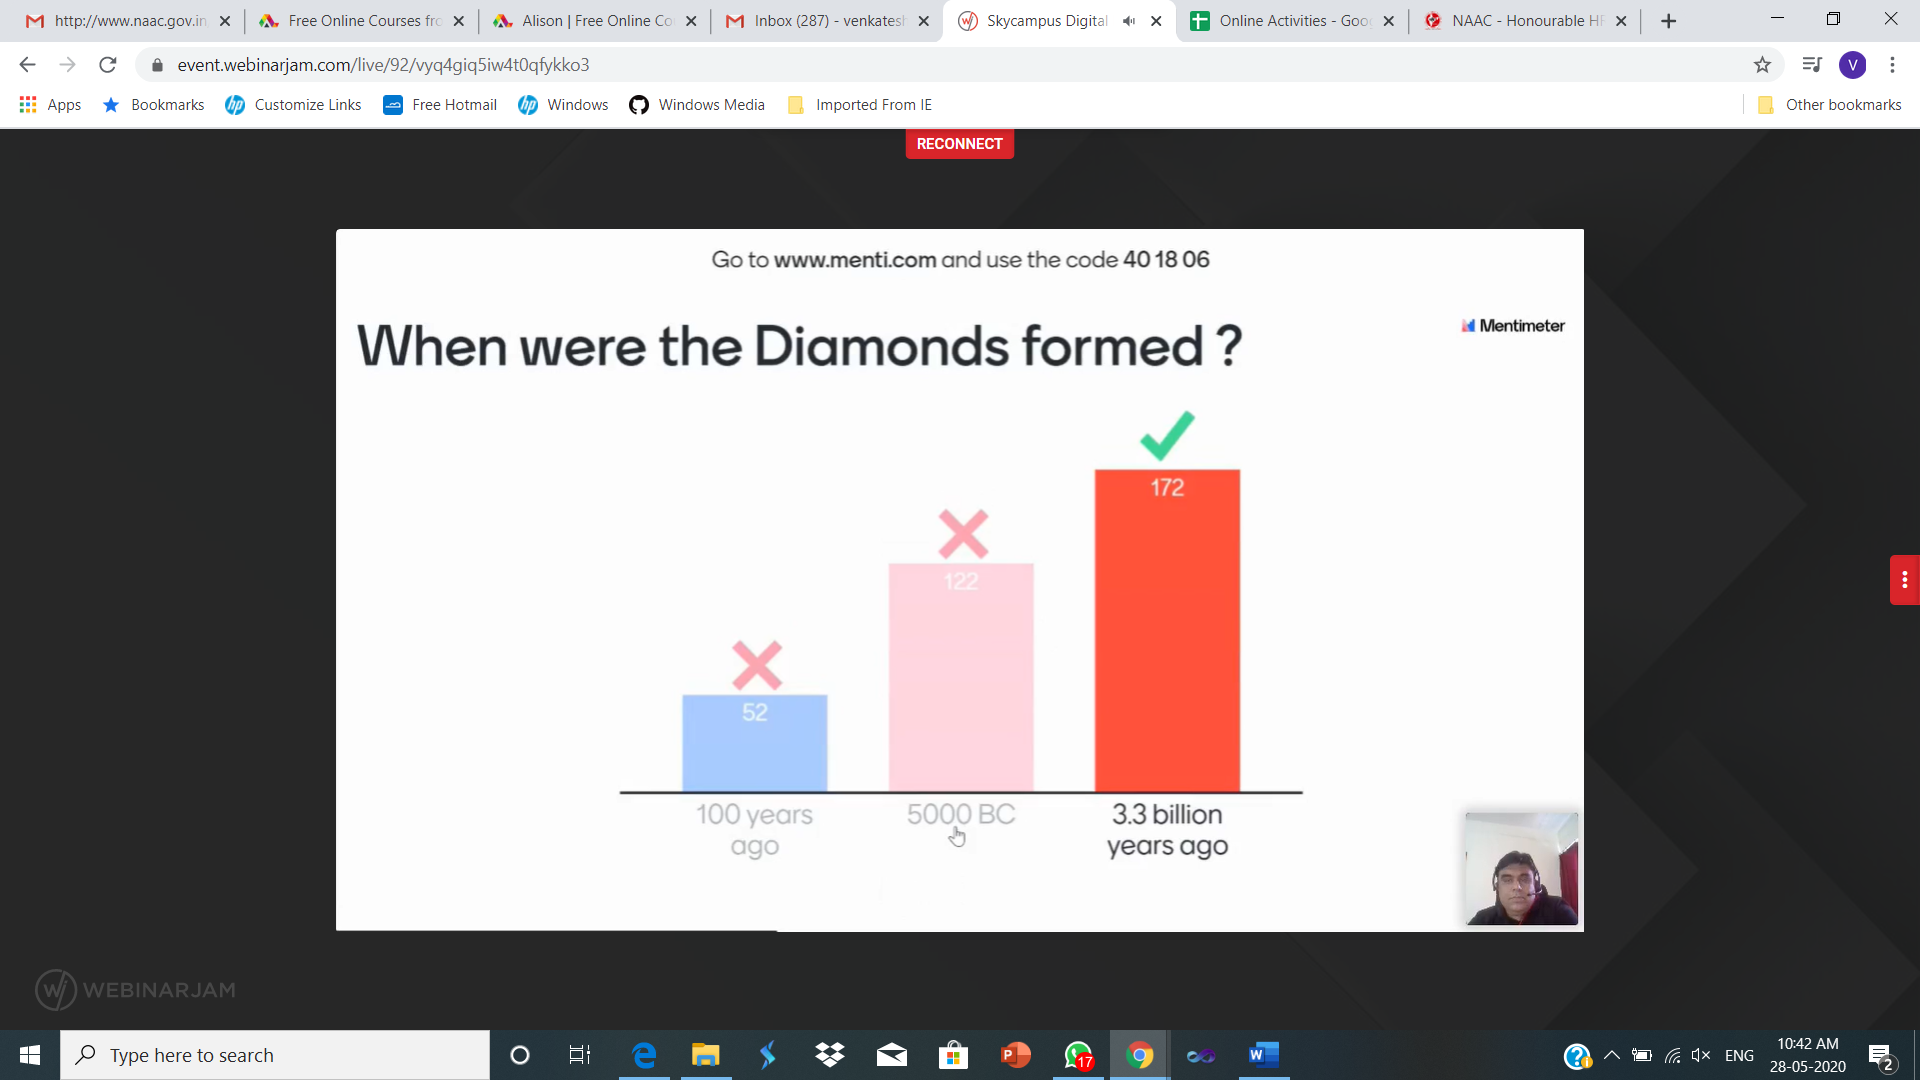 http://www.naac.gov.in
Free Online Courses fro
Alison | Free Online Co
Inbox (287) - venkatesh
Skycampus Digital
Online Activities - Goo
NAAC - Honourable HR
event.webinarjam.com/live/92/vyq4giq5iw4t0qfykko3
V
Apps
Bookmarks
Customize Links
Free Hotmail
Windows
Windows Media
Imported From IE
Other bookmarks
RECONNECT
Go to www.menti.com and use the code 40 18 06
When were the Diamonds formed ?
Mentimeter
172
122
52
100 years
ago
5000 BC
3.3 billion
years ago
WEBINARJAM
Type here to search
17
ENG
10:42 AM
28-05-2020
2